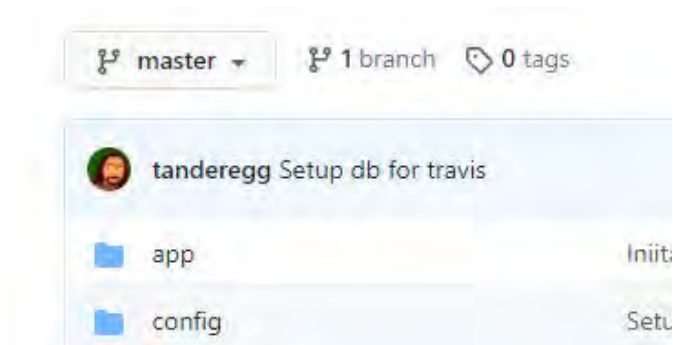 master 1 branch 0 tags
tanderegg Setup db for travis
app
config